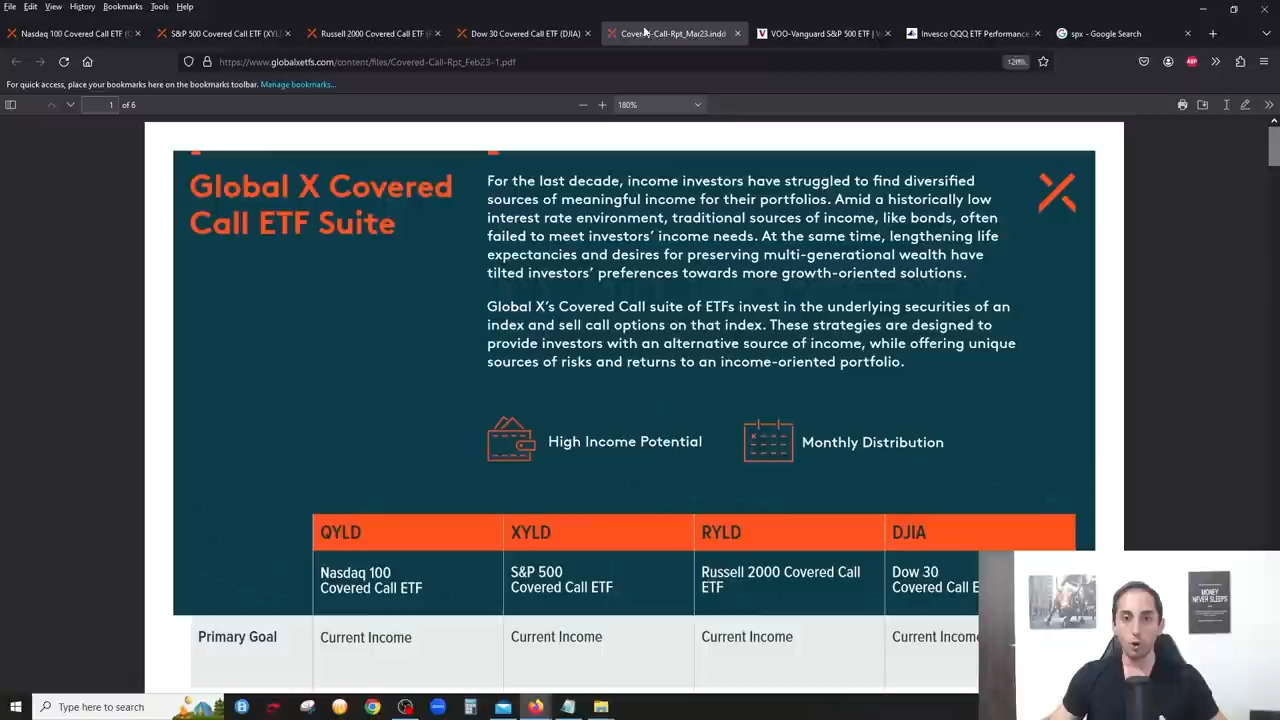 File Edit View History Bookmarks Tools Help
Nasdaq 100 Covered Call ETF (
S&P 500 Covered Call ETF (XYL
Russell 2000 Covered Call ETF (
Dow 30 Covered Call ETF (DJIA)
Covered-Call-Rpt_Mar23.indd
VOO-Vanguard S&P 500 ETF |
Invesco QQQ ETF Performance
spx - Google Search
https://www.globalxetfs.com/content/files/Covered-Call-Rpt_Feb23-1.pdf
For quick access, place your bookmarks here on the bookmarks toolbar. Manage bookmarks...
1 of 6
180%
Global X Covered
Call ETF Suite
For the last decade, income investors have struggled to find diversified
sources of meaningful income for their portfolios. Amid a historically low
interest rate environment, traditional sources of income, like bonds, often
failed to meet investors' income needs. At the same time, lengthening life
expectancies and desires for preserving multi-generational wealth have
tilted investors' preferences towards more growth-oriented solutions.
Global X's Covered Call suite of ETFs invest in the underlying securities of an
index and sell call options on that index. These strategies are designed to
provide investors with an alternative source of income, while offering unique
sources of risks and returns to an income-oriented portfolio.
High Income Potential
Monthly Distribution
QYLD XYLD RYLD DJIA
Nasdaq 100
Covered Call ETF
S&P 500
Covered Call ETF
Russell 2000 Covered Call
ETF
Dow 30
Covered Call E
Primary Goal Current Income Current Income Current Income Current Incom
MONEY
NEVER SLEEPS
Type here to search